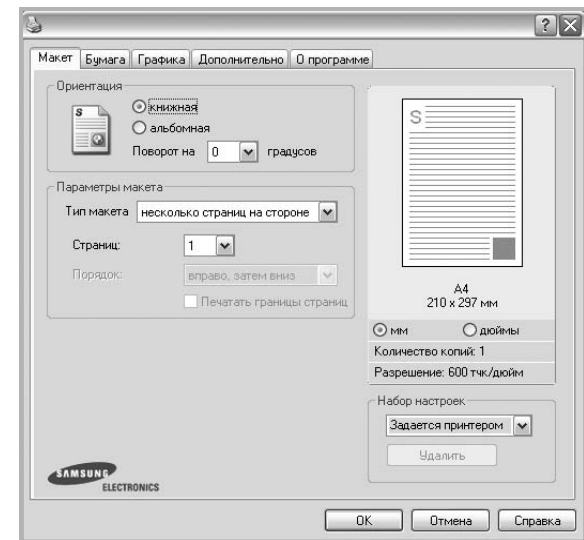 Макет Бумага Графика Дополнительно О программе
Ориентация
S
книжная
альбомная
Поворот на 0 градусов
Параметры макета
Тип макета несколько страниц на стороне
Страниц: 1
Порядок: вправо, затем вниз
Печатать границы страниц
S
A4
210 x 297 мм
мм дюймы
Количество копий: 1
Разрешение: 600 тчк/дюйм
Набор настроек
Задается принтером
Удалить
SAMSUNG
ELECTRONICS
OK Отмена Справка